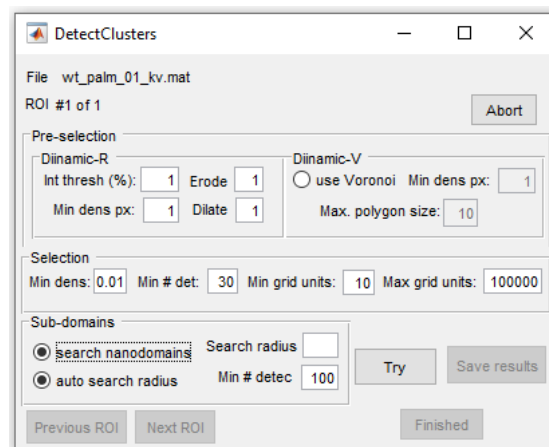 DetectClusters
File wt_palm_01_kv.mat
ROI #1 of 1
Abort
Pre-selection
Diinamic-R
Int thresh (%): 1 Erode 1
Min dens px: 1 Dilate 1
Diinamic-V
use Voronoi Min dens px: 1
Max. polygon size: 10
Selection
Min dens: 0.01 Min # det: 30 Min grid units: 10 Max grid units: 100000
Sub-domains
search nanodomains Search radius
auto search radius Min # detec 100
Try Save results
Previous ROI Next ROI Finished